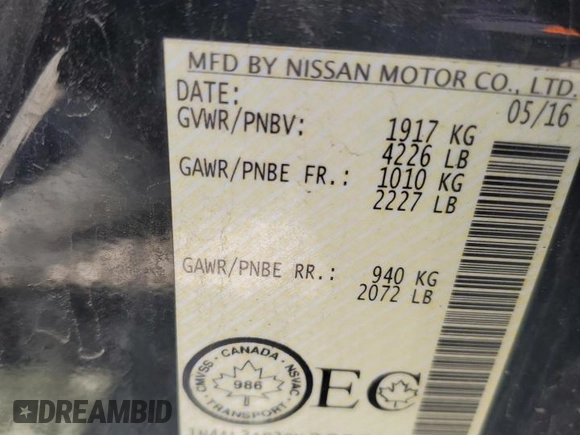 MFD BY NISSAN MOTOR CO., LTD.
DATE: 05/16
GVWR/PNBV: 1917 KG
4226 LB
GAWR/PNBE FR.: 1010 KG
2227 LB
GAWR/PNBE RR.: 940 KG
2072 LB
CMVSS - CANADA - NSVAC
986
TRANSPORT
EC
DREAMBID